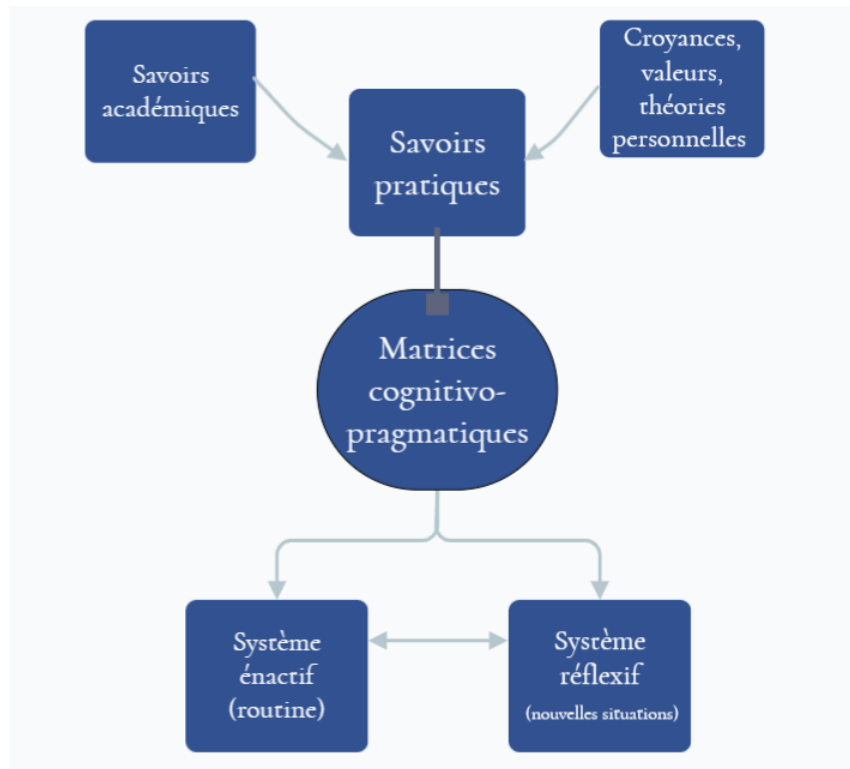 Savoirs
académiques
Croyances,
valeurs,
théories
personnelles
Savoirs
pratiques
Matrices
cognitivo-
pragmatiques
Système
énactif
(routine)
Système
réflexif
(nouvelles situations)